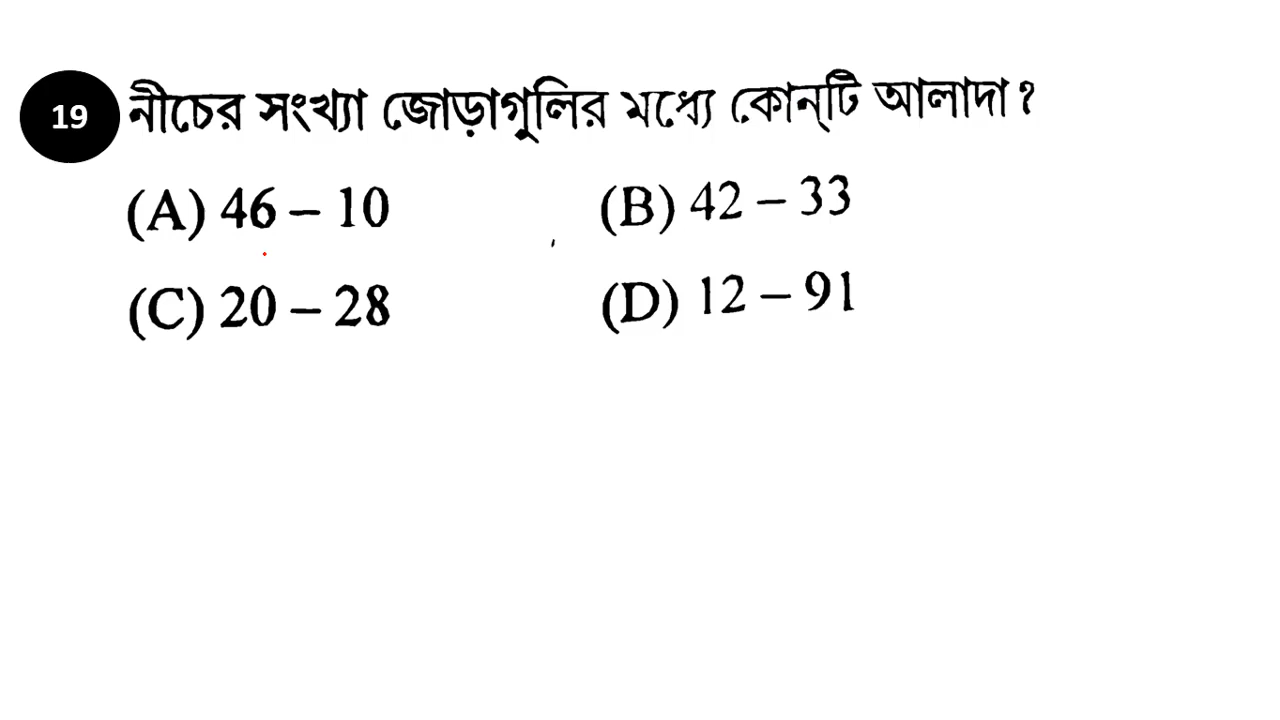 19 নীচের সংখ্যা জোড়াগুলির মধ্যে কোন্‌টি আলাদা ?
(A) 46 – 10 (B) 42 – 33
(C) 20 – 28 (D) 12 – 91